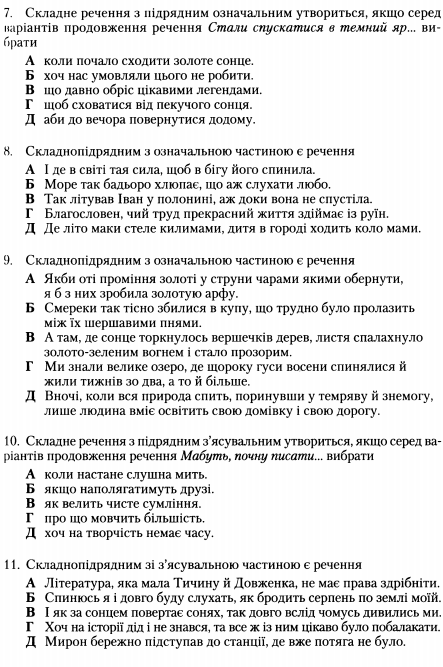 7. Складне речення з підрядним означальним утвориться, якщо серед
варіантів продовження речення Стали спускатися в темний яр... ви-
брати
А коли почало сходити золоте сонце.
Б хоч нас умовляли цього не робити.
В що давно обріс цікавими легендами.
Г щоб сховатися від пекучого сонця.
Д аби до вечора повернутися додому.
8. Складнопідрядним з означальною частиною є речення
А І де в світі тая сила, щоб в бігу його спинила.
Б Море так бадьоро хлюпає, що аж слухати любо.
В Так літував Іван у полонині, аж доки вона не спустіла.
Г Благословен, чий труд прекрасний життя здіймає із руїн.
Д Де літо маки стеле килимами, дитя в городі ходить коло мами.
9. Складнопідрядним з означальною частиною є речення
А Якби оті проміння золоті у струни чарами якими обернути,
я б з них зробила золотую арфу.
Б Смереки так тісно збилися в купу, що трудно було пролазить
між їх шершавими пнями.
В А там, де сонце торкнулось вершечків дерев, листя спалахнуло
золото-зеленим вогнем і стало прозорим.
Г Ми знали велике озеро, де щороку гуси восени спинялися й
жили тижнів зо два, а то й більше.
Д Вночі, коли вся природа спить, поринувши у темряву й знемогу,
лише людина вміє освітить свою домівку і свою дорогу.
10. Складне речення з підрядним з'ясувальним утвориться, якщо серед ва-
ріантів продовження речення Мабуть, почну писати... вибрати
А коли настане слушна мить.
Б якщо наполягатимуть друзі.
В як велить чисте сумління.
Г про що мовчить більшість.
Д хоч на творчість немає часу.
11. Складнопідрядним зі з'ясувальною частиною є речення
А Література, яка мала Тичину й Довженка, не має права здрібніти.
Б Спинюсь я і довго буду слухать, як бродить серпень по землі моїй.
В І як за сонцем повертає сонях, так довго вслід чомусь дивились ми.
Г Хоч на історії дід і не знався, та все ж із ним цікаво було побалакати.
Д Мирон бережно підступав до станції, де вже потяга не було.